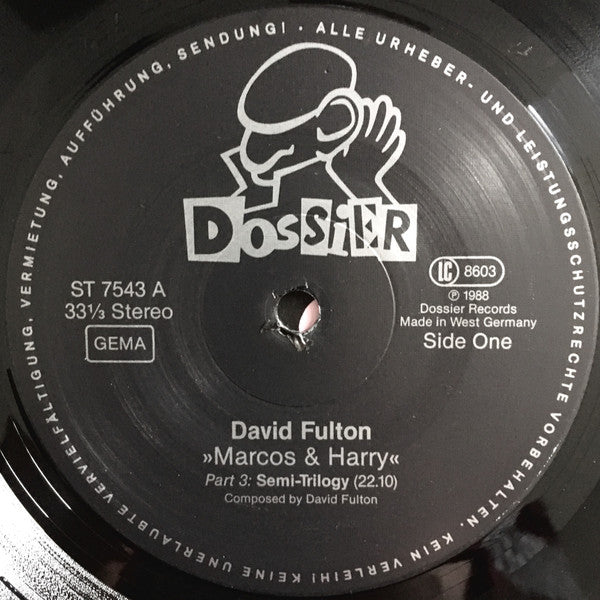 ALLE URHEBER- UND LEISTUNGSSCHUTZRECHTE VORBEHALTEN. KEIN VERLEIH! KEINE UNERLAUBTE VERVIELFÄLTIGUNG, VERMIETUNG, AUFFÜHRUNG, SENDUNG! ·
DOSSiER
ST 7543 A
33⅓ Stereo
GEMA
LC 8603
℗ 1988
Dossier Records
Made in West Germany
Side One
David Fulton
»Marcos & Harry«
Part 3: Semi-Trilogy (22.10)
Composed by David Fulton